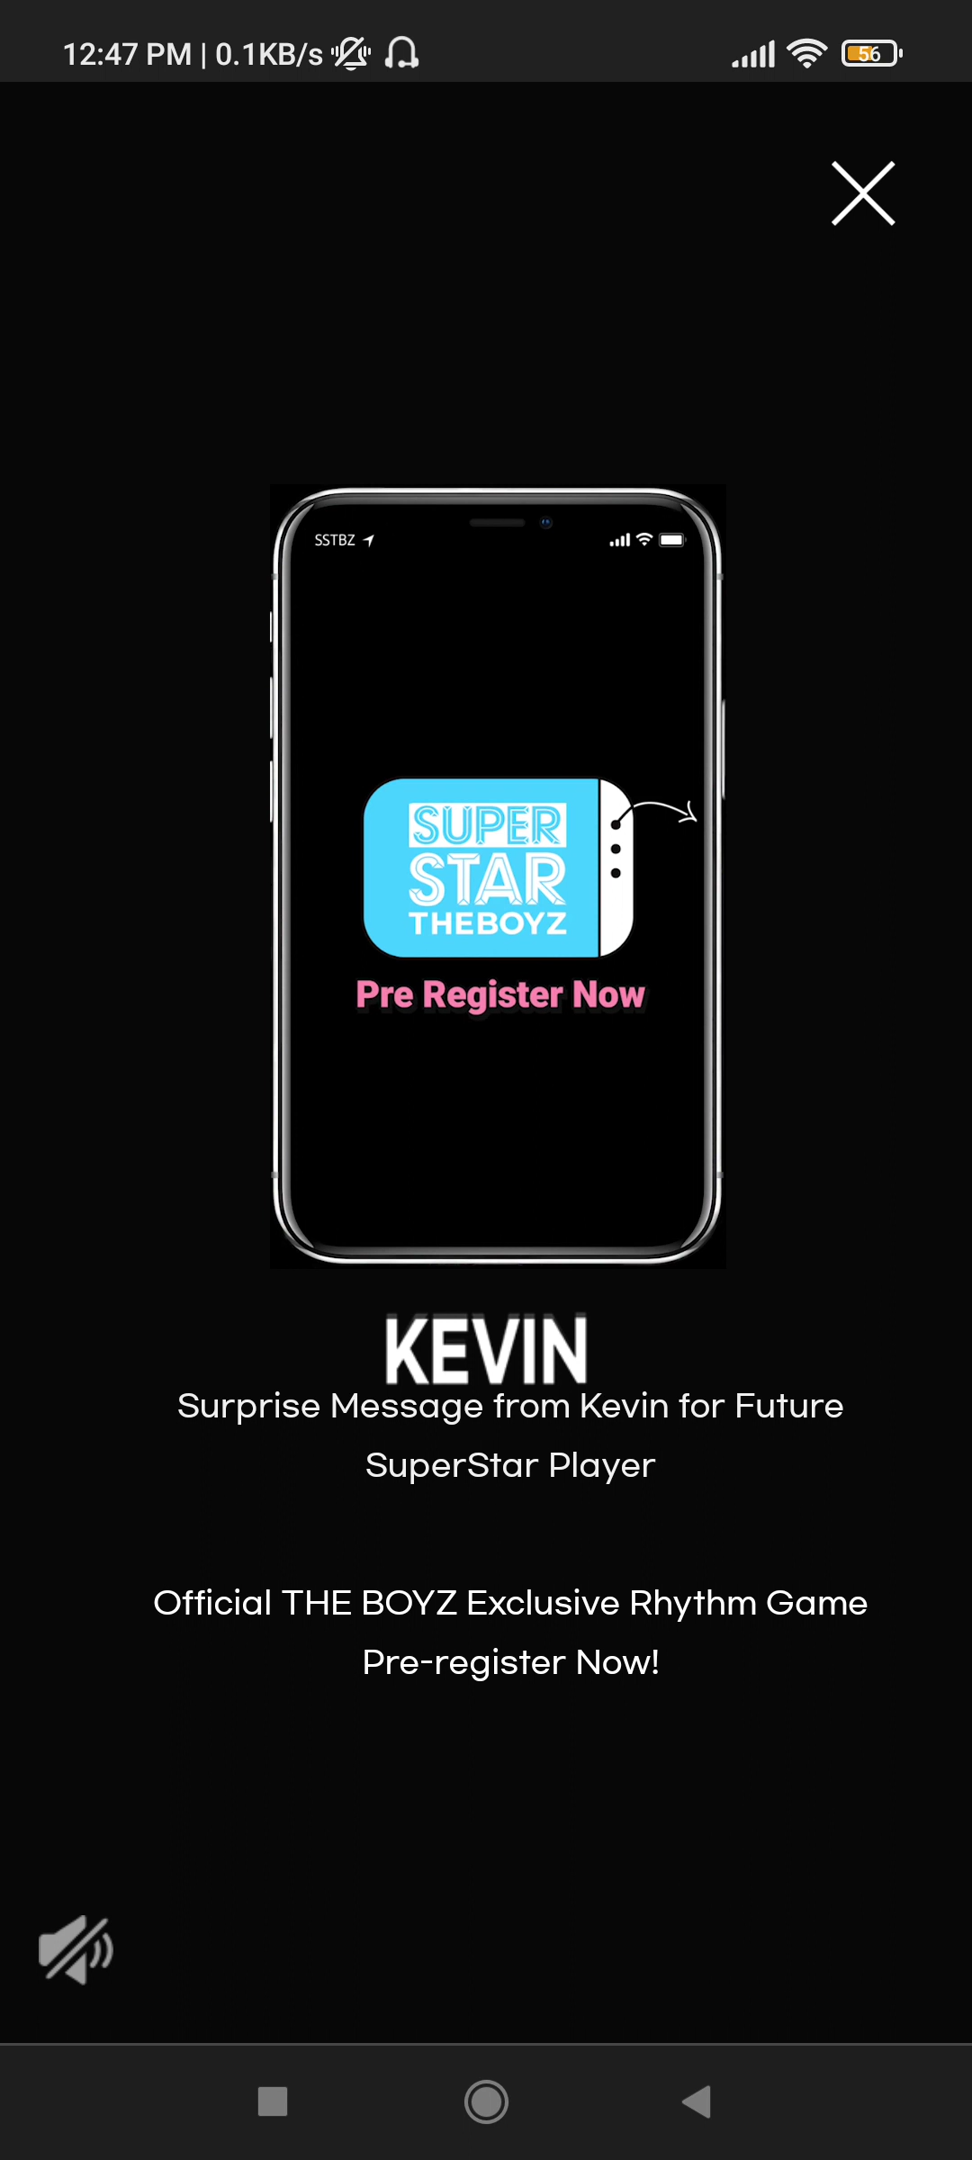 12:47 PM | 0.1KB/s
56
SSTBZ
SUPER
STAR
THEBOYZ
Pre Register Now
KEVIN
Surprise Message from Kevin for Future
SuperStar Player
Official THE BOYZ Exclusive Rhythm Game
Pre-register Now!